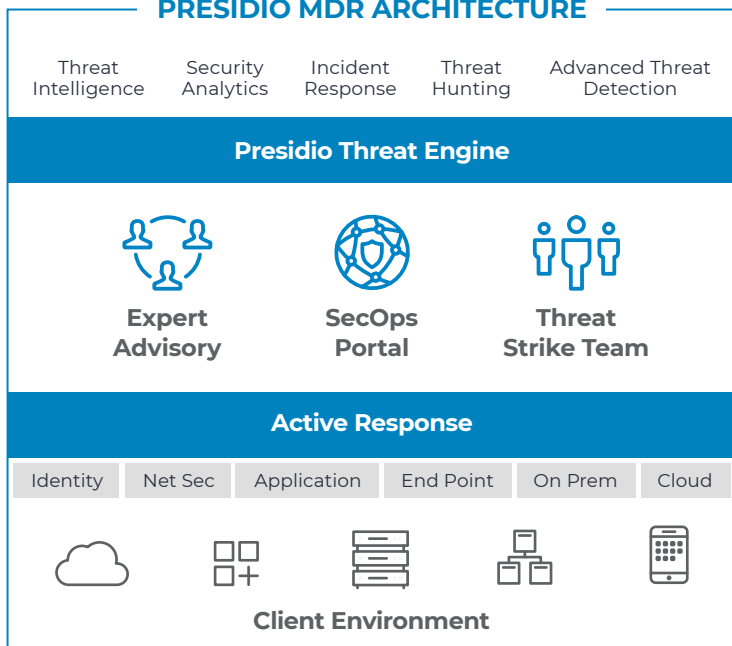 PRESIDIO MDR ARCHITECTURE
Threat Intelligence
Security Analytics
Incident Response
Threat Hunting
Advanced Threat Detection
Presidio Threat Engine
Expert Advisory
SecOps Portal
Threat Strike Team
Active Response
Identity
Net Sec
Application
End Point
On Prem
Cloud
Client Environment